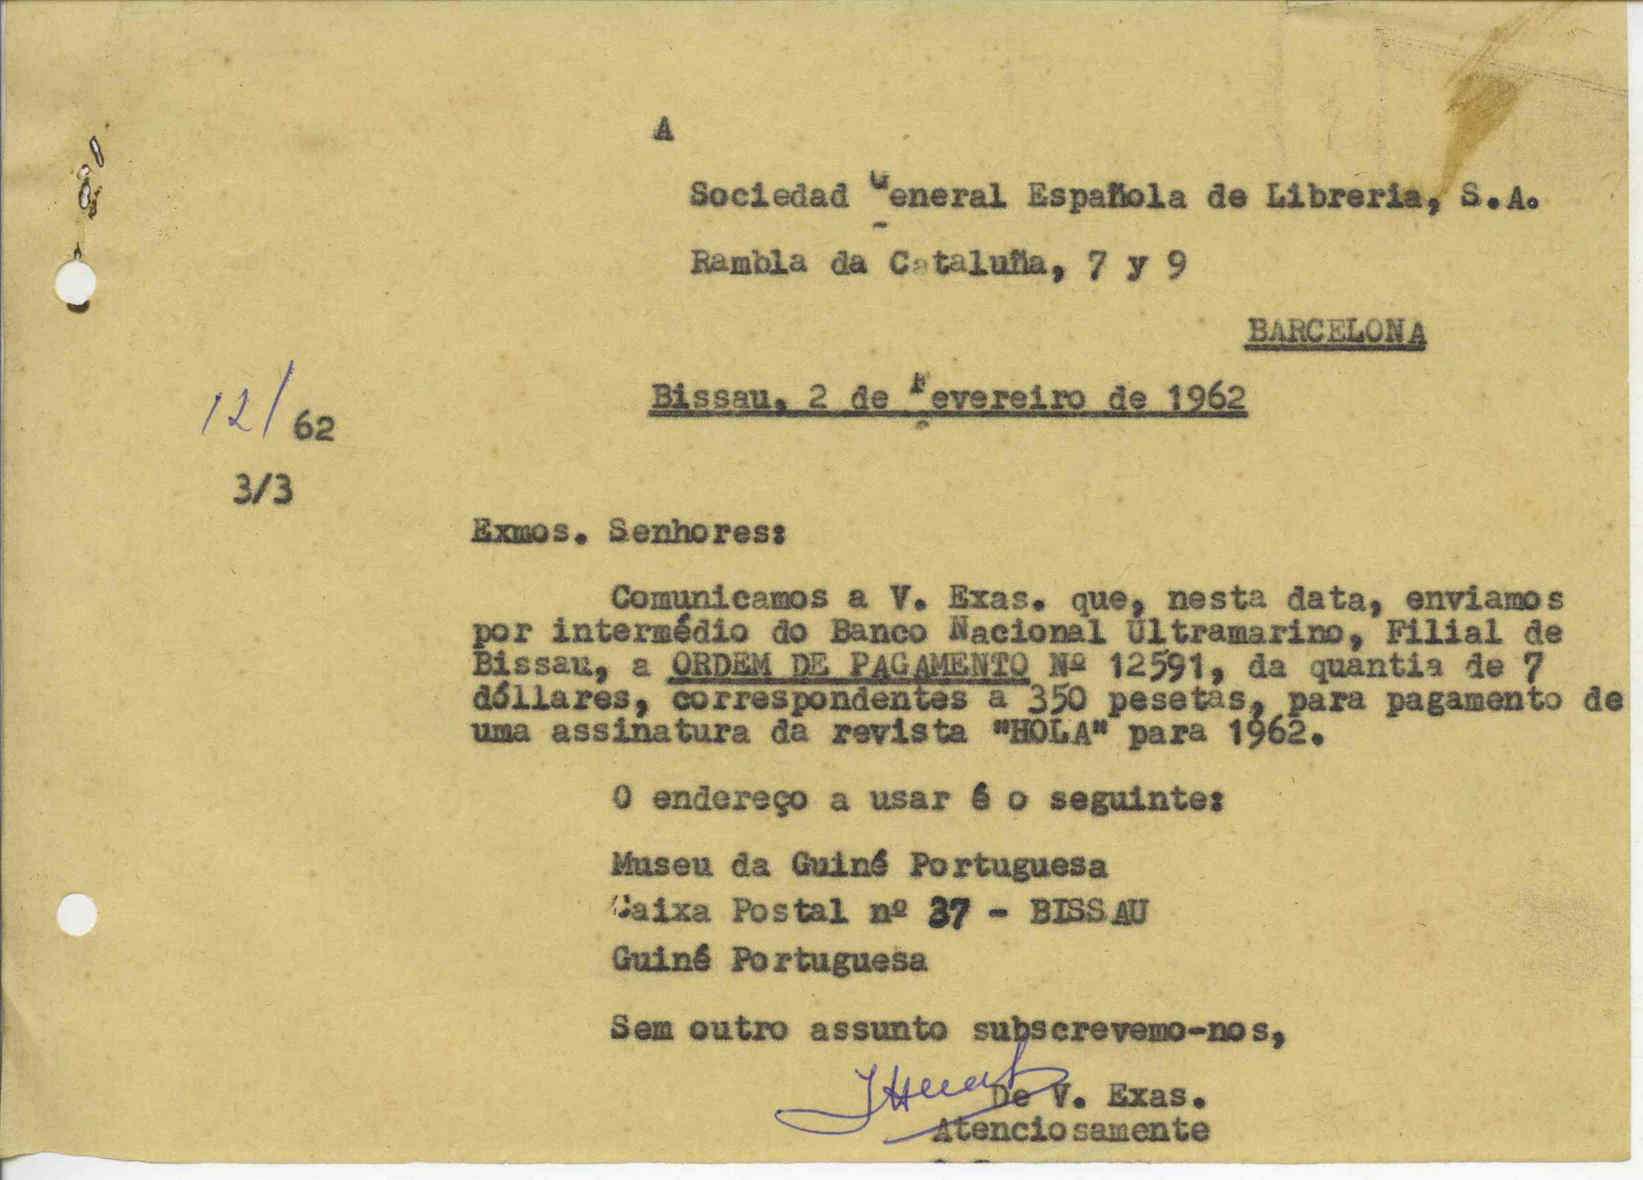 A
Sociedad General Española de Libreria, S.A.
Rambla da Cataluña, 7 y 9
BARCELONA
Bissau, 2 de Fevereiro de 1962
12/62
3/3
Exmos. Senhores:
Comunicamos a V. Exas. que, nesta data, enviamos
por intermédio do Banco Nacional Ultramarino, Filial de
Bissau, a ORDEM DE PAGAMENTO Nº 12591, da quantia de 7
dóllares, correspondentes a 350 pesetas, para pagamento de
uma assinatura da revista "HOLA" para 1962.
O endereço a usar é o seguinte:
Museu da Guiné Portuguesa
Caixa Postal nº 37 - BISSAU
Guiné Portuguesa
Sem outro assunto subscrevemo-nos,
De V. Exas.
Atenciosamente